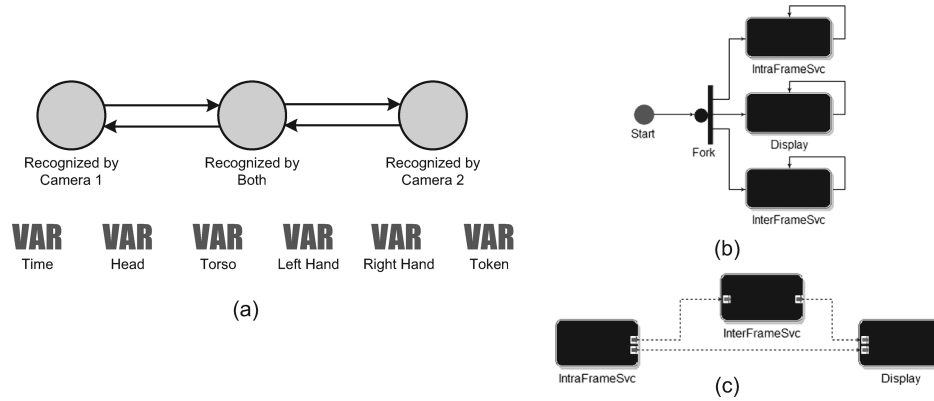 Recognized by
Camera 1
Recognized by
Both
Recognized by
Camera 2
VAR
Time
VAR
Head
VAR
Torso
VAR
Left Hand
VAR
Right Hand
VAR
Token
(a)
Start
Fork
IntraFrameSvc
Display
InterFrameSvc
(b)
IntraFrameSvc
InterFrameSvc
Display
(c)